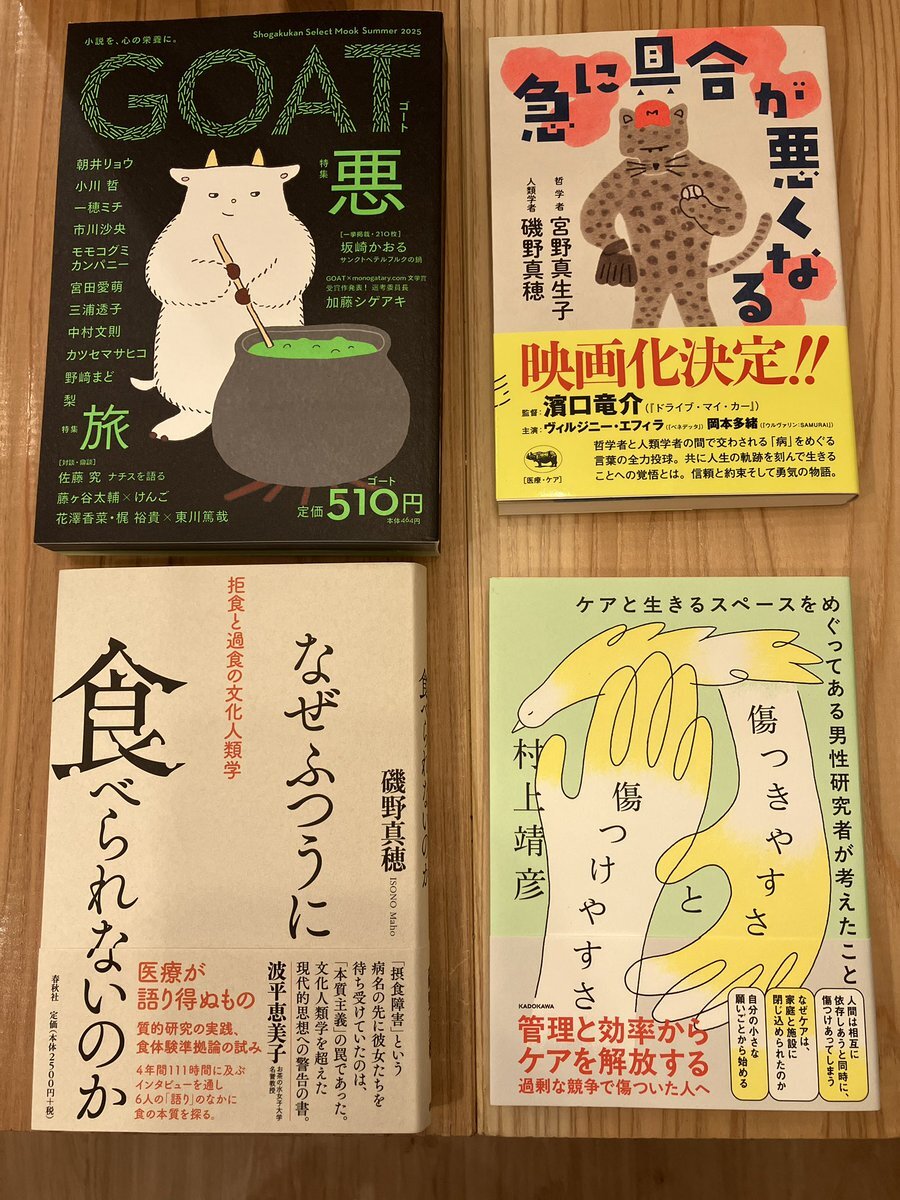 小説を、心の栄養に。
Shogakukan Select Mook Summer 2025
GOAT
ゴート
特集
悪
朝井リョウ
小川 哲
一穂ミチ
市川沙央
モモコグミ
カンパニー
宮田愛萌
三浦透子
中村文則
カツセマサヒコ
野﨑まど
梨
[一挙掲載・210枚]
坂崎かおる
サンクトペテルブルクの鍋
GOAT×monogatary.com 文学賞
受賞作発表! 選考委員長
加藤シゲアキ
特集
旅
[対談・鼎談]
佐藤 究 ナチスを語る
藤ヶ谷太輔×けんご
花澤香菜・梶 裕貴×東川篤哉
ゴート
定価510円
本体464円
急に具合が悪くなる
M
哲学者 宮野真生子
人類学者 磯野真穂
映画化決定!!
監督:濱口竜介(『ドライブ・マイ・カー』)
主演:ヴィルジニー・エフィラ(『ベネデッタ』) 岡本多緒(『ウルヴァリン:SAMURAI』)
哲学者と人類学者の間で交わされる「病」をめぐる
言葉の全力投球。共に人生の軌跡を刻んで生きる
ことへの覚悟とは。信頼と約束そして勇気の物語。
[医療・ケア]
なぜふつうに
食べられないのか
拒食と過食の文化人類学
磯野真穂
ISONO Maho
食べられないのか
「摂食障害」という
病名の先に彼女たちを
待ち受けていたのは、
「本質主義」の罠であった。
文化人類学を超えた
現代的思想への警告の書。
波平恵美子
お茶の水女子大学
名誉教授
医療が
語り得ぬもの
質的研究の実践、
食体験準拠論の試み
4年間111時間に及ぶ
インタビューを通し
6人の「語り」のなかに
食の本質を探る。
春秋社 定価(本体2500円+税)
ケアと生きるスペースをめぐってある男性研究者が考えたこと
傷つきやすさ
と
傷つけやすさ
村上靖彦
KADOKAWA
管理と効率から
ケアを解放する
過剰な競争で傷ついた人へ
人間は相互に
依存しあうと同時に、
傷つけあってしまう
なぜケアは、
家庭と施設に
閉じ込められたのか
自分の小さな
願いごとから始める